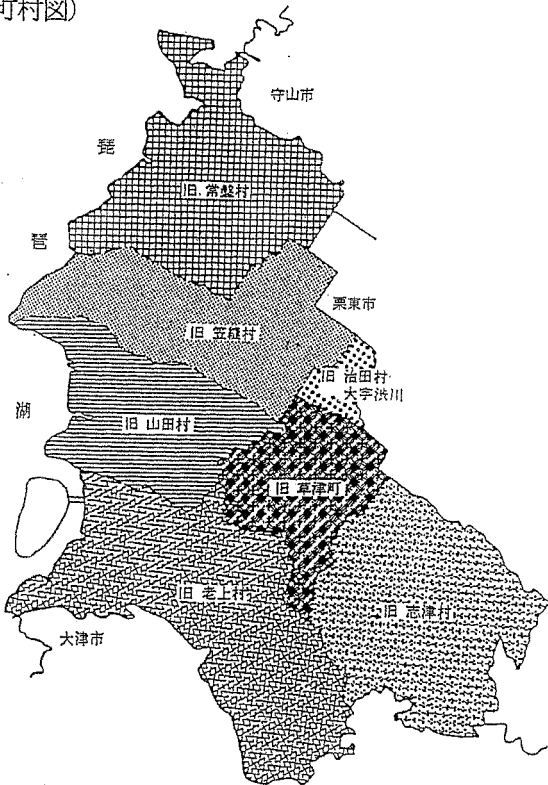 町村図)
守山市
琵
旧.常盤村
琶
栗東市
旧 笠縫村
旧 治田村・
大字渋川
湖
旧 山田村
旧 草津町
旧 老上村
旧 志津村
大津市